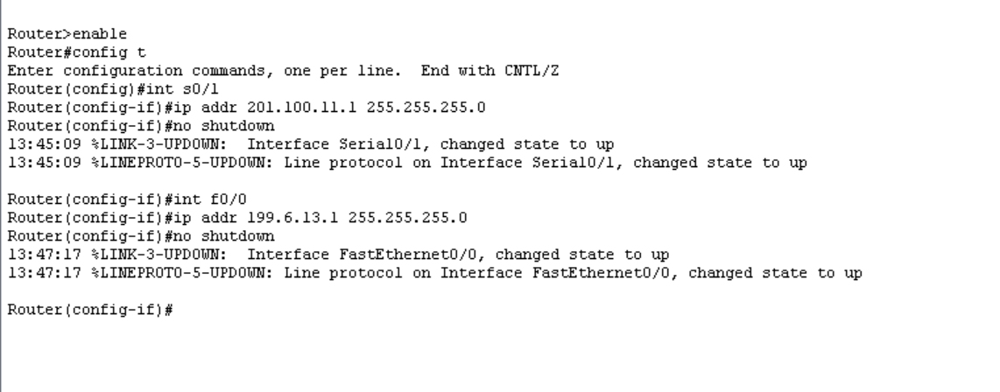 Router>enable
Router#config t
Enter configuration commands, one per line.  End with CNTL/Z
Router(config)#int s0/1
Router(config-if)#ip addr 201.100.11.1 255.255.255.0
Router(config-if)#no shutdown
13:45:09 %LINK-3-UPDOWN:  Interface Serial0/1, changed state to up
13:45:09 %LINEPROTO-5-UPDOWN: Line protocol on Interface Serial0/1, changed state to up
Router(config-if)#int f0/0
Router(config-if)#ip addr 199.6.13.1 255.255.255.0
Router(config-if)#no shutdown
13:47:17 %LINK-3-UPDOWN:  Interface FastEthernet0/0, changed state to up
13:47:17 %LINEPROTO-5-UPDOWN: Line protocol on Interface FastEthernet0/0, changed state to up
Router(config-if)#